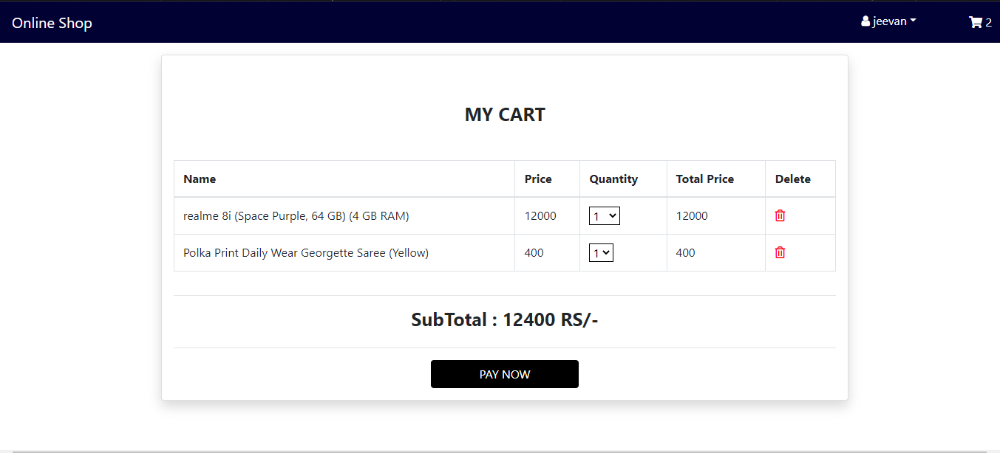 Online Shop jeevan 2
MY CART
Name Price Quantity Total Price Delete
realme 8i (Space Purple, 64 GB) (4 GB RAM) 12000 1 12000
Polka Print Daily Wear Georgette Saree (Yellow) 400 1 400
SubTotal : 12400 RS/-
PAY NOW